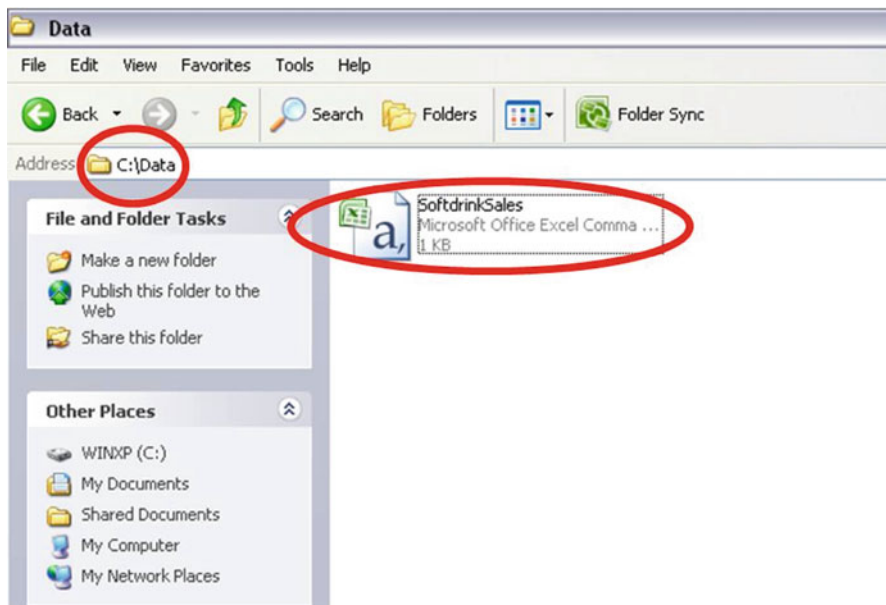 Data
File Edit View Favorites Tools Help
Back Search Folders Folder Sync
Address C:\Data
File and Folder Tasks
Make a new folder
Publish this folder to the
Web
Share this folder
SoftdrinkSales
Microsoft Office Excel Comma ...
1 KB
a,
Other Places
WINXP (C:)
My Documents
Shared Documents
My Computer
My Network Places